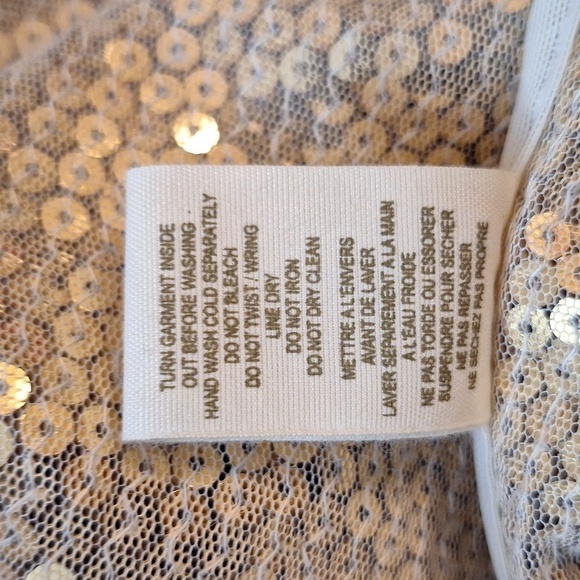 TURN GARMENT INSIDE
OUT BEFORE WASHING
HAND WASH COLD SEPARATELY
DO NOT BLEACH
DO NOT TWIST / WRING
LINE DRY
DO NOT IRON
DO NOT DRY CLEAN
METTRE A L'ENVERS
AVANT DE LAVER
LAVER SEPAREMENT A LA MAIN
A L'EAU FROIDE
NE PAS TORDE OU ESSORER
SUSPENDRE POUR SECHER
NE PAS REPASSER
NE SECHEZ PAS PROPRE